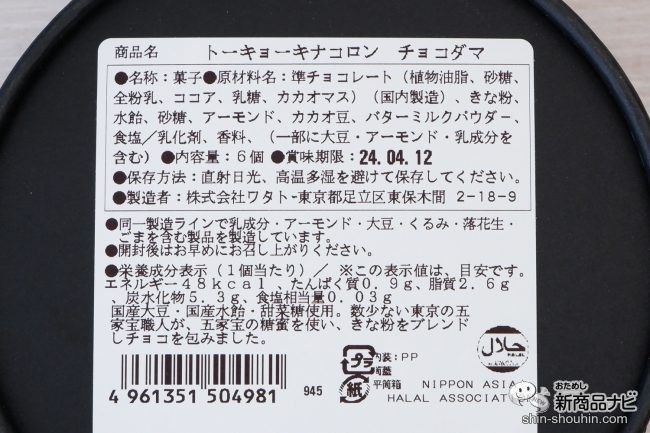 商品名　トーキョーキナコロン　チョコダマ
●名称：菓子●原材料名：準チョコレート（植物油脂、砂糖、
全粉乳、ココア、乳糖、カカオマス）（国内製造）、きな粉、
水飴、砂糖、アーモンド、カカオ豆、バターミルクパウダー、
食塩／乳化剤、香料、（一部に大豆・アーモンド・乳成分を
含む）●内容量：6個●賞味期限：24.04.12
●保存方法：直射日光、高温多湿を避けて保存してください。
●製造者：株式会社ワタトー東京都足立区東保木間 2-18-9
●同一製造ラインで乳成分・アーモンド・大豆・くるみ・落花生・
ごまを含む製品を製造しています。
●開封後はお早めにお召し上がりください。
●栄養成分表示（1個当たり）／ ※この表示値は、目安です。
エネルギー48kcal、たんぱく質0.9g、脂質2.6g
、炭水化物5.3g、食塩相当量0.03g
国産大豆・国産水飴・甜菜糖使用。数少ない東京の五
家宝職人が、五家宝の糖蜜を使い、きな粉をブレンド
しチョコを包みました。
4 961351 504981
945
プラ
内装：PP
紙
平筒箱
حلال
HALAL
NIPPON ASIA
HALAL ASSOCIAT
おためし
新商品ナビ
shin-shouhin.com